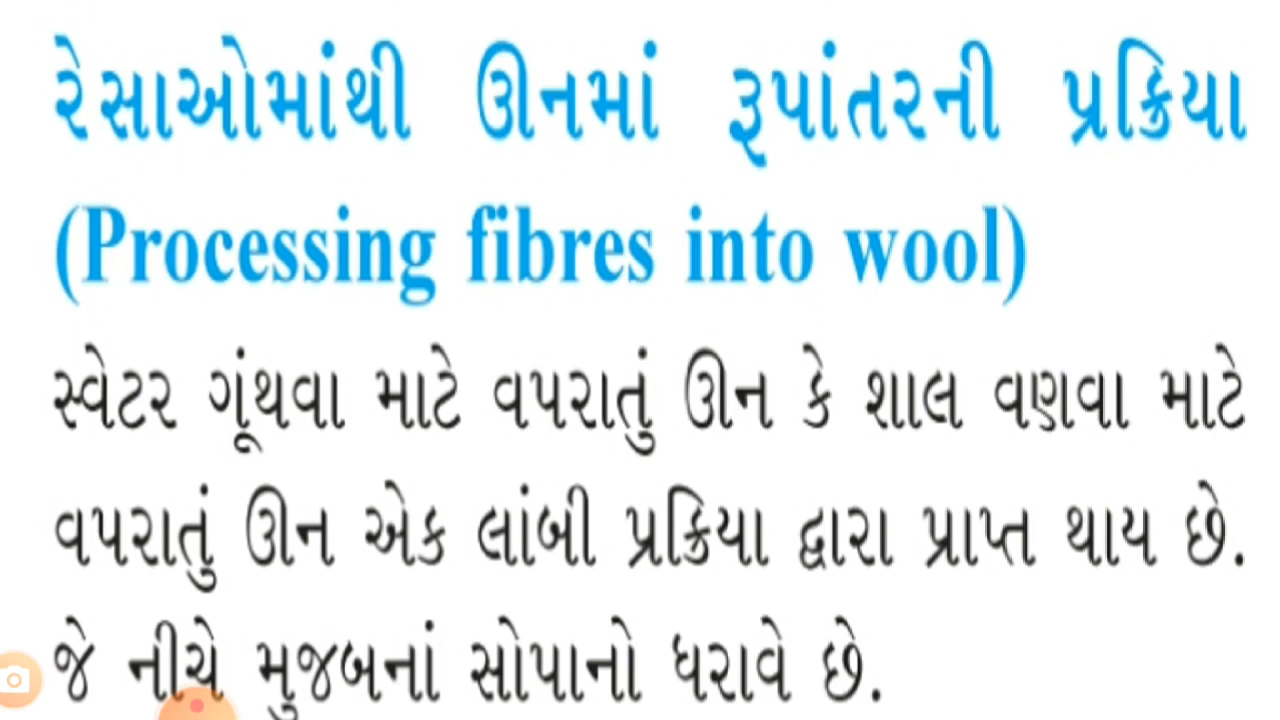 રેસાઓમાંથી ઊનમાં રૂપાંતરની પ્રક્રિયા
(Processing fibres into wool)
સ્વેટર ગૂંથવા માટે વપરાતું ઊન કે શાલ વણવા માટે
વપરાતું ઊન એક લાંબી પ્રક્રિયા દ્વારા પ્રાપ્ત થાય છે.
જે નીચે મુજબનાં સોપાનો ધરાવે છે.